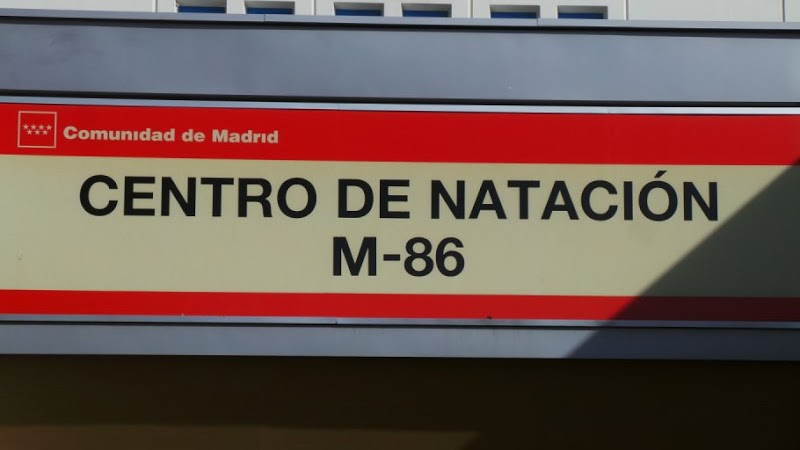 Comunidad de Madrid
CENTRO DE NATACIÓN
M-86